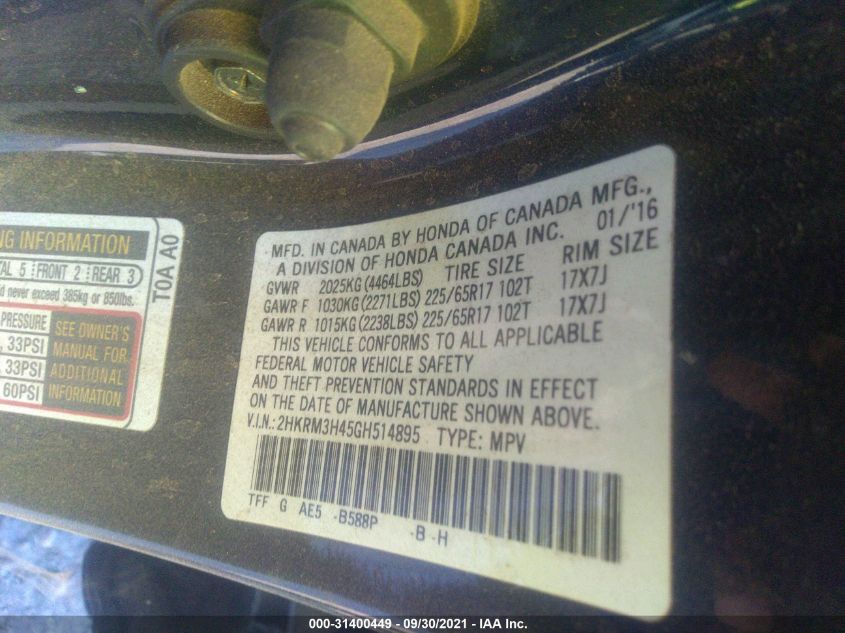 NG INFORMATION
TAL 5 FRONT 2 REAR 3
d never exceed 385kg or 850lbs.
PRESSURE
, 33PSI
, 33PSI
60PSI
SEE OWNER'S
MANUAL FOR
ADDITIONAL
INFORMATION
T0A A0
MFD. IN CANADA BY HONDA OF CANADA MFG.,
A DIVISION OF HONDA CANADA INC. 01/'16
GVWR 2025KG (4464LBS) TIRE SIZE RIM SIZE
GAWR F 1030KG (2271LBS) 225/65R17 102T 17X7J
GAWR R 1015KG (2238LBS) 225/65R17 102T 17X7J
THIS VEHICLE CONFORMS TO ALL APPLICABLE
FEDERAL MOTOR VEHICLE SAFETY
AND THEFT PREVENTION STANDARDS IN EFFECT
ON THE DATE OF MANUFACTURE SHOWN ABOVE.
V.I.N.: 2HKRM3H45GH514895 TYPE: MPV
TFF G AE5 -B588P -B -H
000-31400449 - 09/30/2021 - IAA Inc.